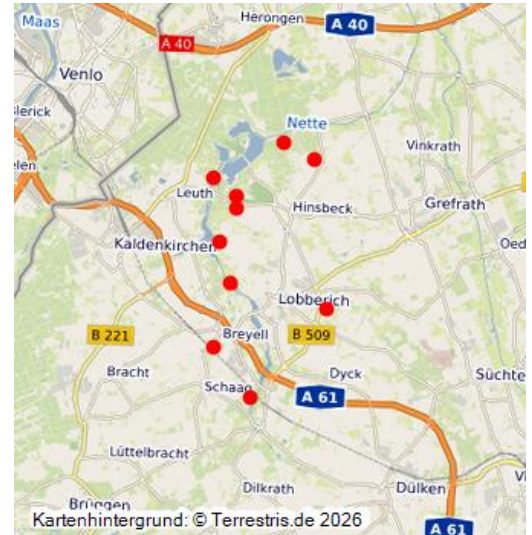 Maas
Herongen
A 40
A 40
Venlo
Nette
Vinkrath
Leuth
Hinsbeck
Grefrath
Kaldenkirchen
Lobberich
B 221
Breyell
B 509
Bracht
Dyck
Schaag
A 61
Lüttelbracht
Dilkrath
Dülken
Brüggen
Kartenhintergrund: © Terrestris.de 2026
A 61